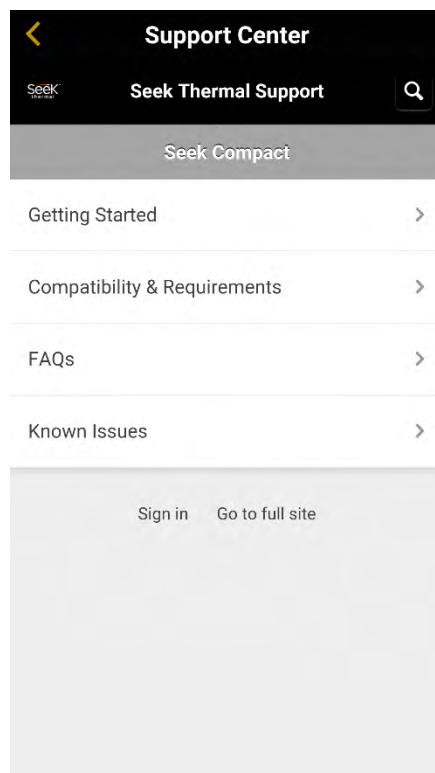 Support Center
Seek
thermal
Seek Thermal Support
Seek Compact
Getting Started
Compatibility & Requirements
FAQs
Known Issues
Sign in Go to full site